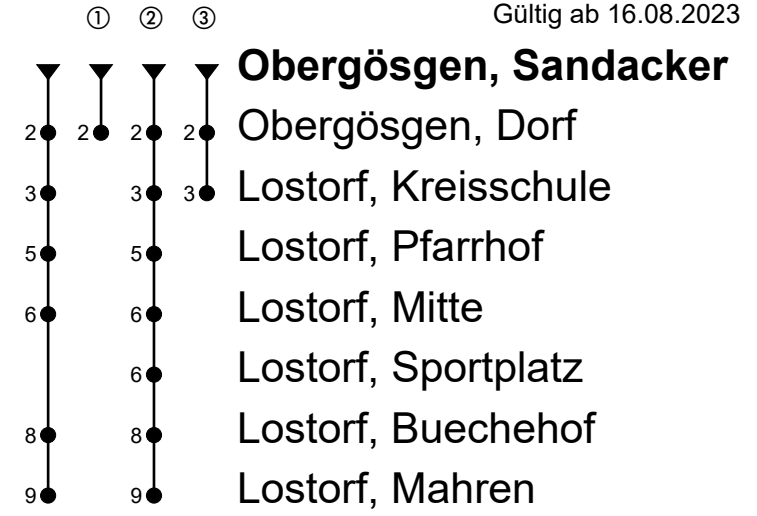 ① ② ③ Gültig ab 16.08.2023
Obergösgen, Sandacker
2 2 2 2 Obergösgen, Dorf
3 3 3 Lostorf, Kreisschule
5 5 Lostorf, Pfarrhof
6 6 Lostorf, Mitte
6 Lostorf, Sportplatz
8 8 Lostorf, Buechehof
9 9 Lostorf, Mahren